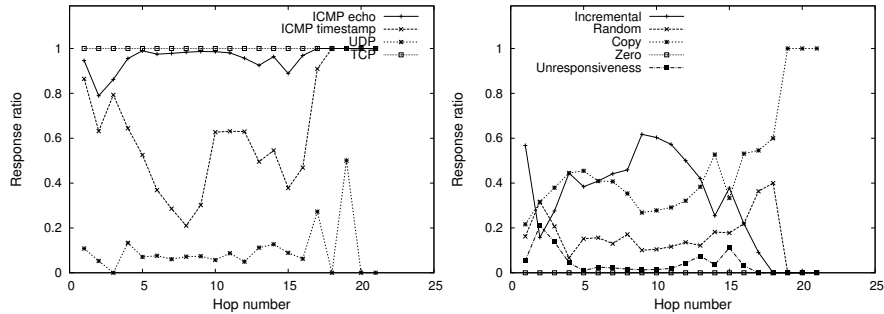 ICMP echo
ICMP timestamp
UDP
TCP
1
0.8
0.6
0.4
0.2
0
Response ratio
0 5 10 15 20 25
Hop number
Incremental
Random
Copy
Zero
Unresponsiveness
1
0.8
0.6
0.4
0.2
0
Response ratio
0 5 10 15 20 25
Hop number